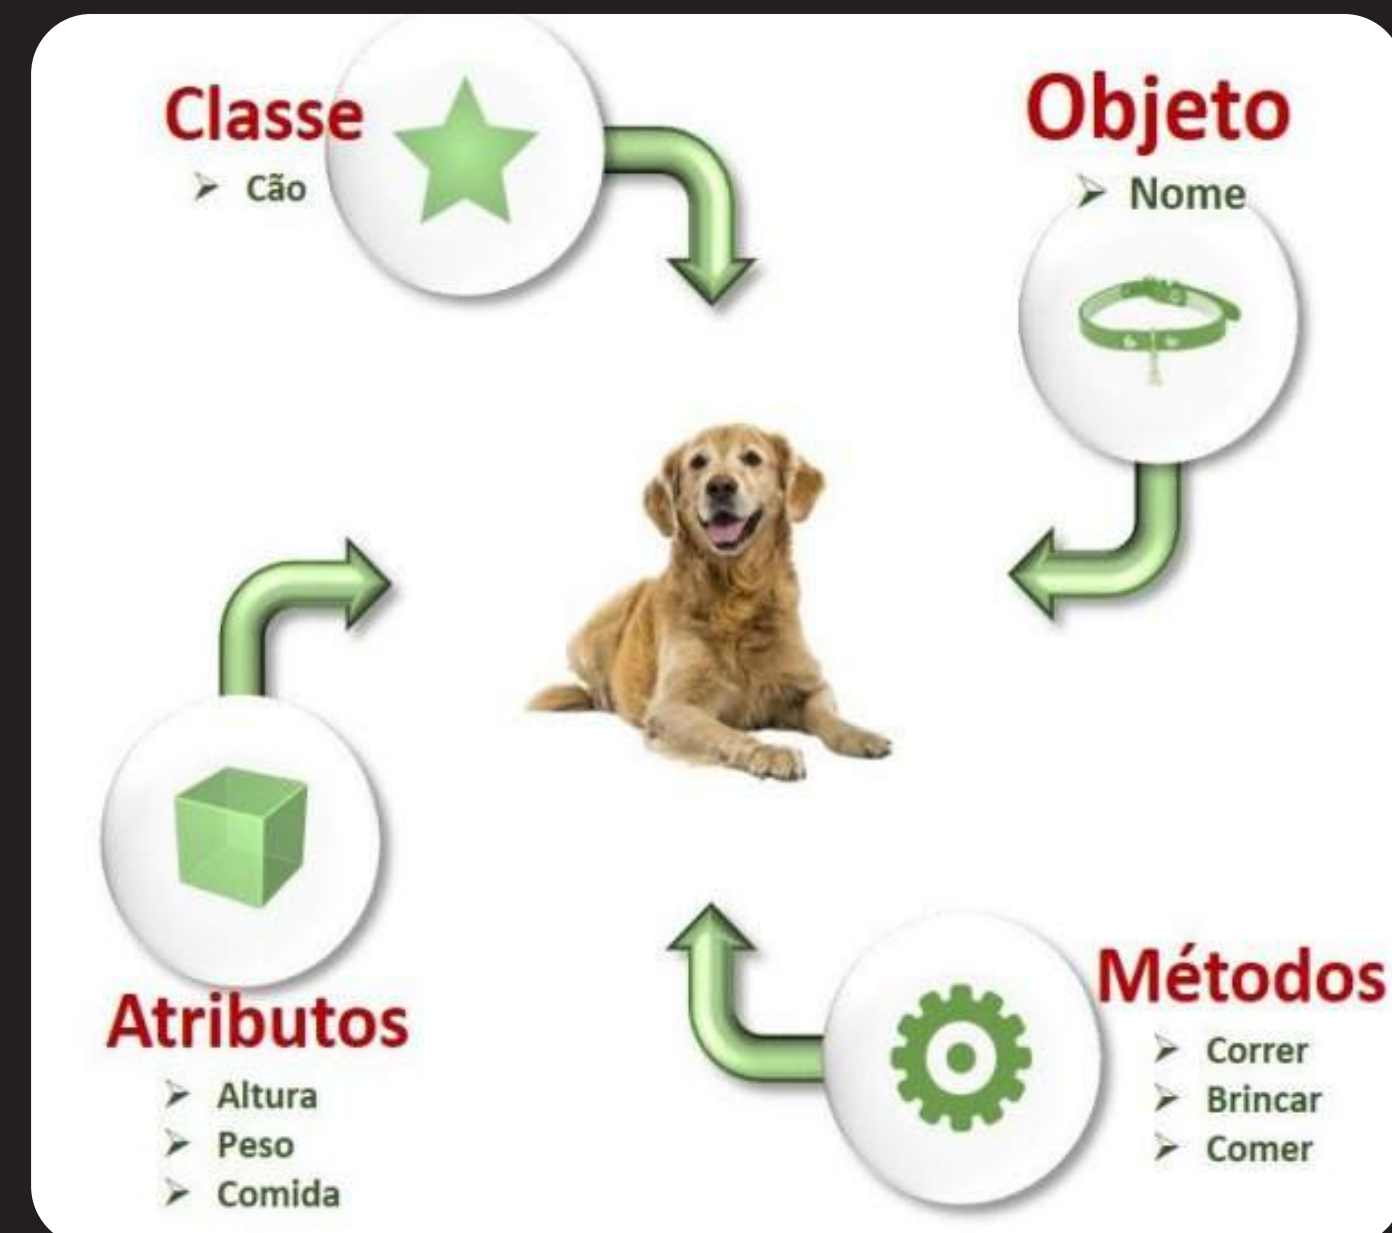 Classe
➢ Cão
Objeto
➢ Nome
Atributos
➢ Altura
➢ Peso
➢ Comida
Métodos
➢ Correr
➢ Brincar
➢ Comer